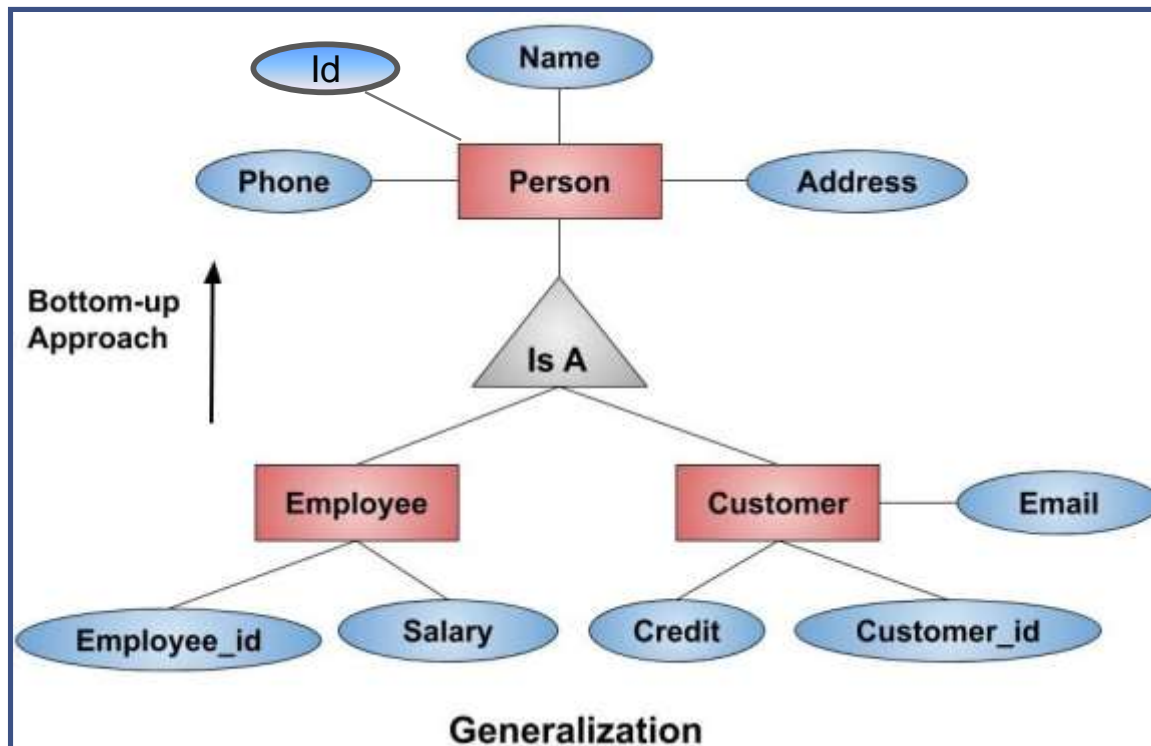 Id
Name
Phone
Person
Address
Bottom-up
Approach
Is A
Employee
Customer
Email
Employee_id
Salary
Credit
Customer_id
Generalization